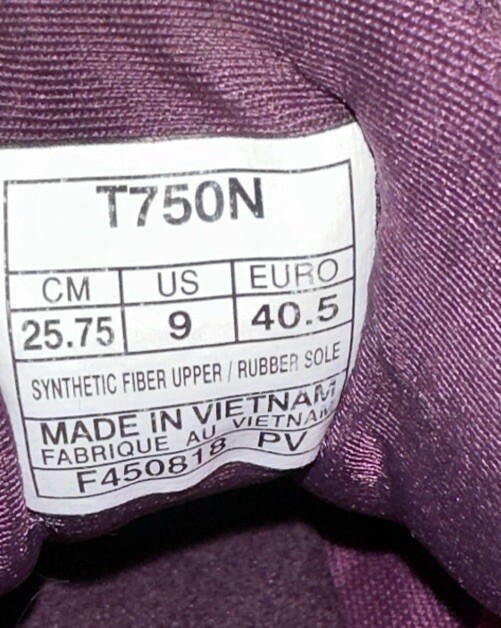 T750N
CM US EURO
25.75 9 40.5
SYNTHETIC FIBER UPPER / RUBBER SOLE
MADE IN VIETNAM
FABRIQUE AU VIETNAM
F450818 PV